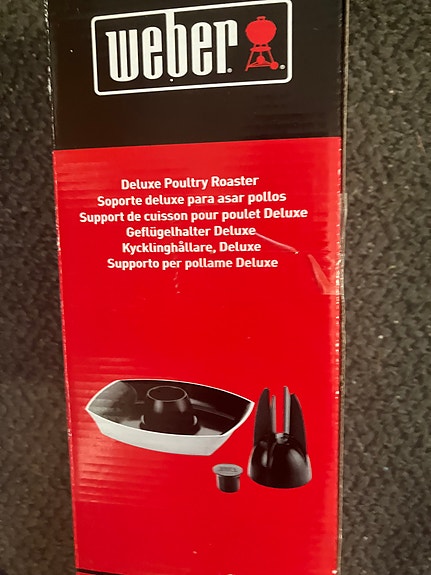 weber
Deluxe Poultry Roaster
Soporte deluxe para asar pollos
Support de cuisson pour poulet Deluxe
Geflügelhalter Deluxe
Kycklinghållare, Deluxe
Supporto per pollame Deluxe